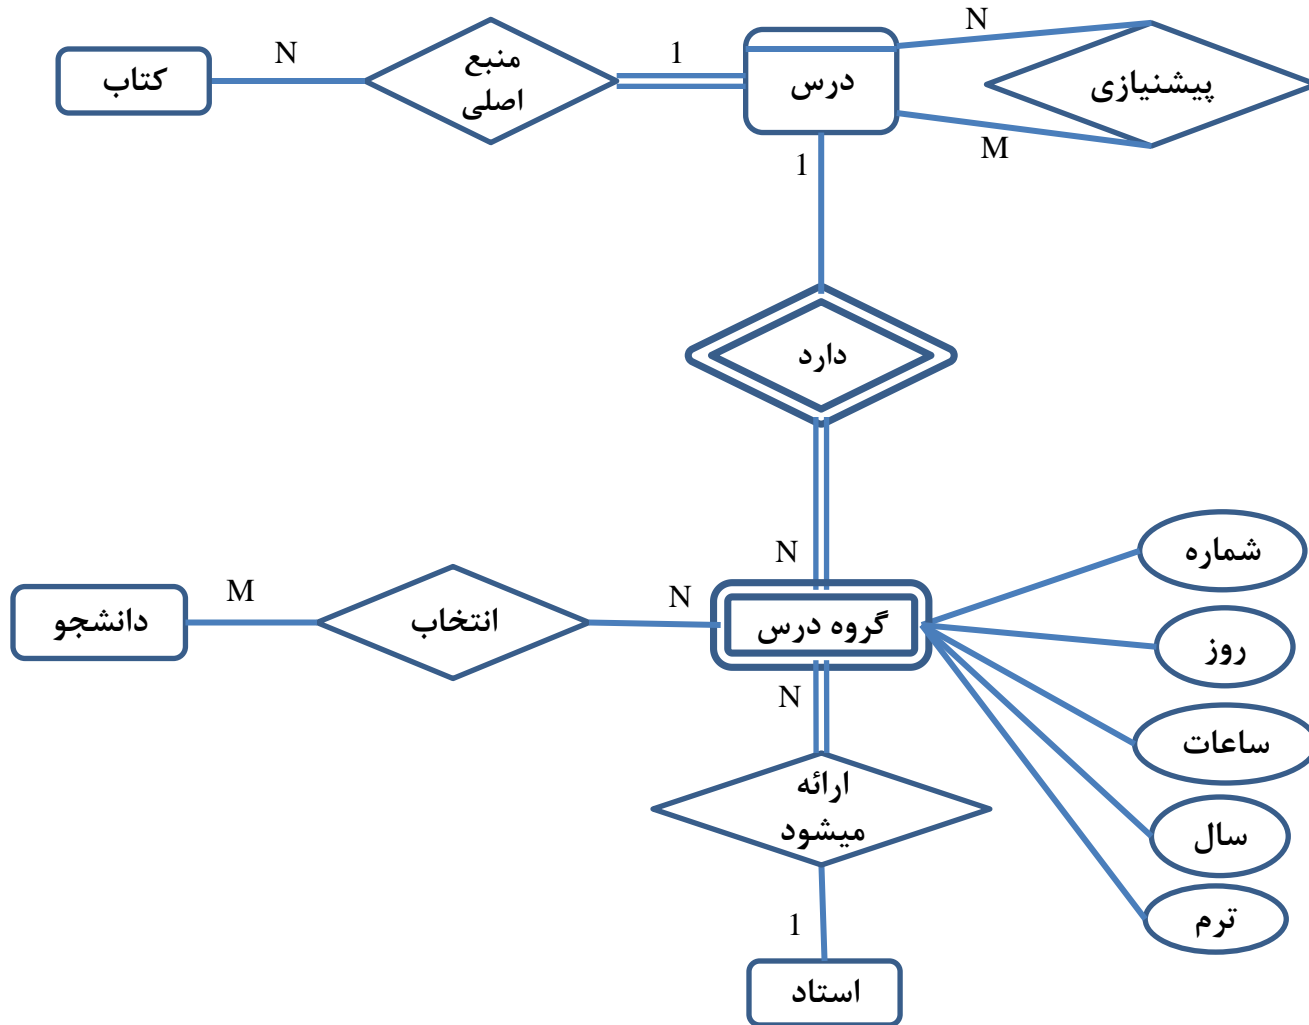 N
1
N
کتاب
منبع
اصلی
درس
پیشنیازی
M
1
دارد
N
شماره
M
N
دانشجو
انتخاب
گروه درس
روز
N
ساعات
ارائه
میشود
سال
ترم
1
استاد